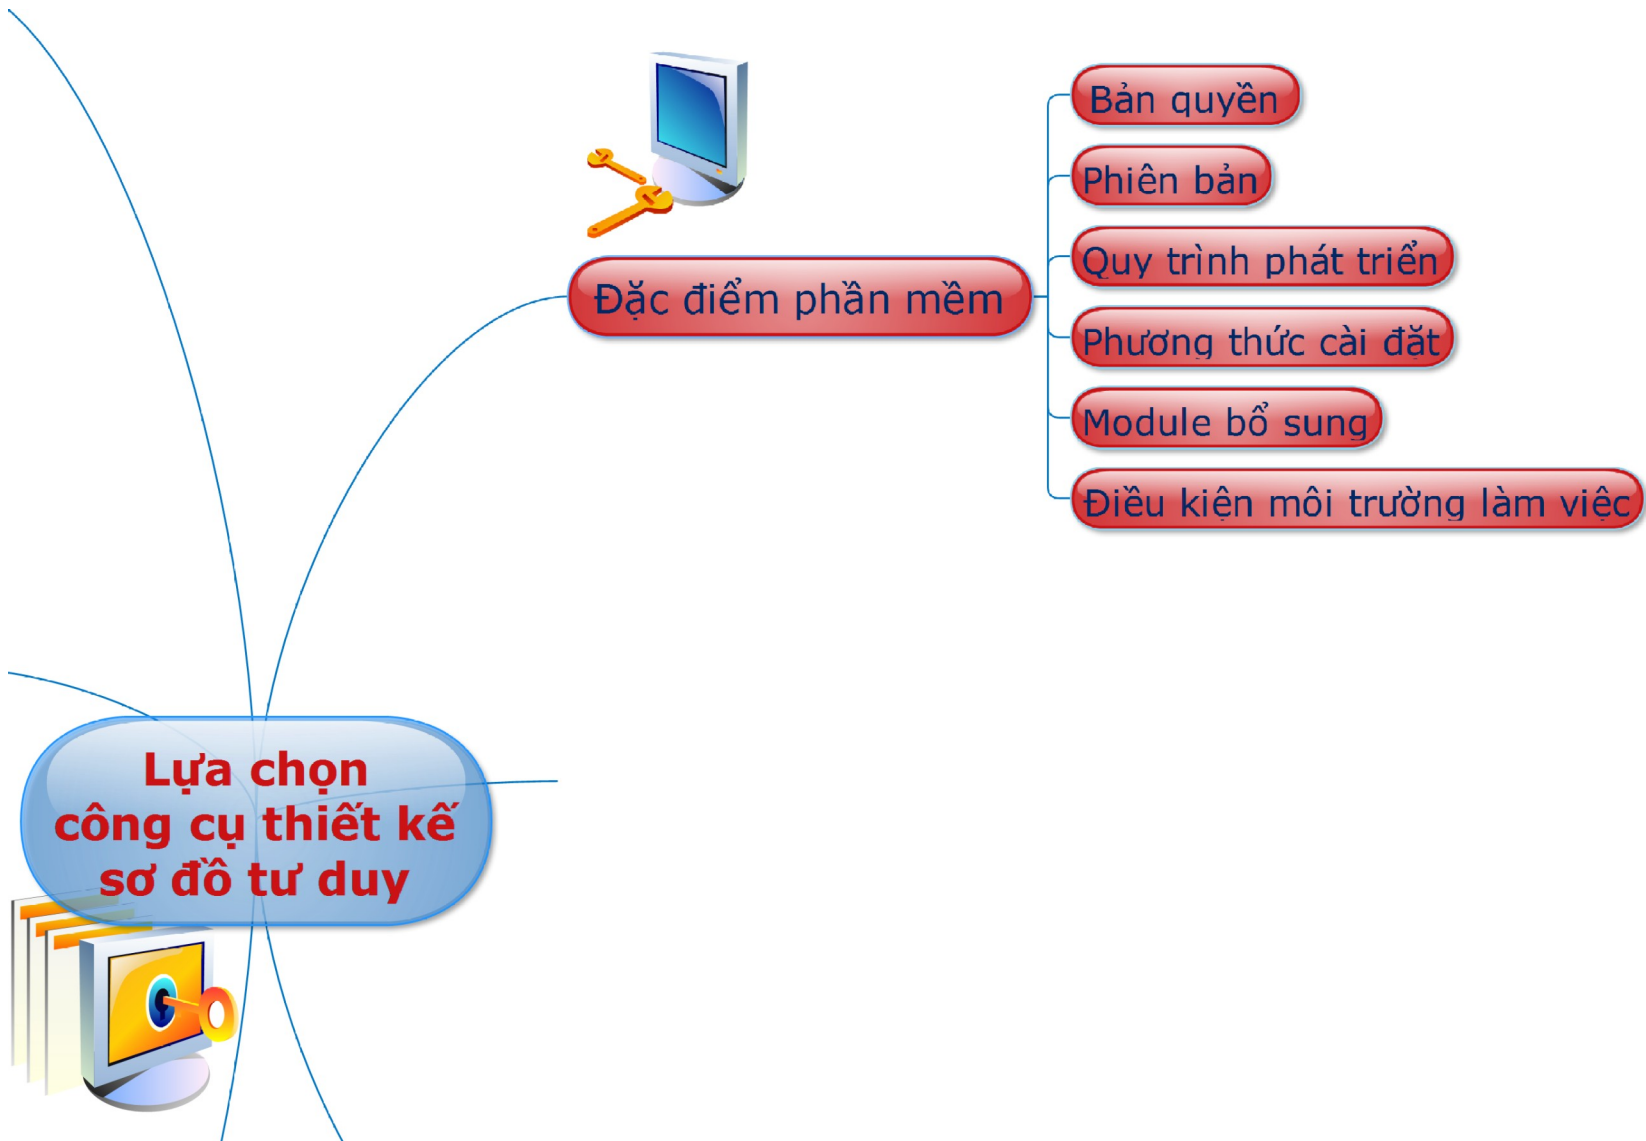 Bản quyền
Phiên bản
Quy trình phát triển
Đặc điểm phần mềm
Phương thức cài đặt
Module bổ sung
Điều kiện môi trường làm việc
Lựa chọn
công cụ thiết kế
sơ đồ tư duy